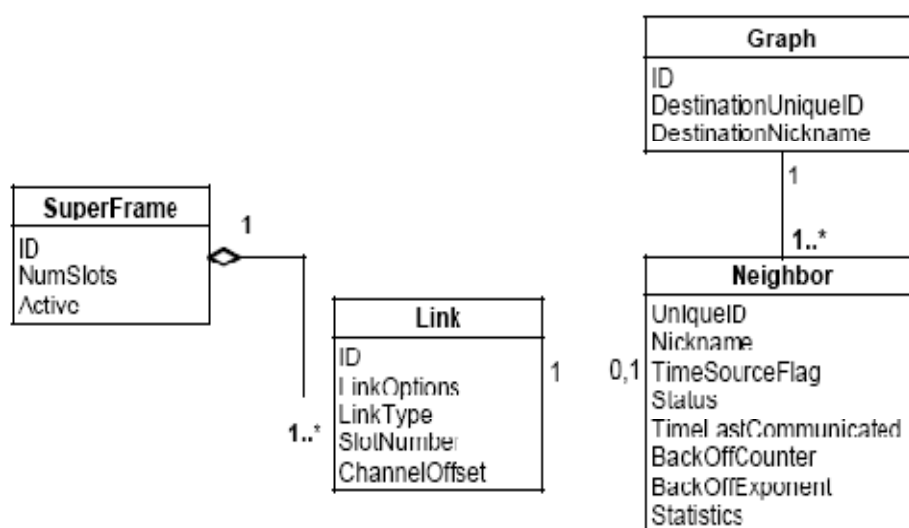 Graph
ID
DestinationUniqueID
DestinationNickname
1
1..*
SuperFrame
ID
NumSlots
Active
1
1..*
Link
ID
LinkOptions
LinkType
SlotNumber
ChannelOffset
1
0,1
Neighbor
UniqueID
Nickname
TimeSourceFlag
Status
TimeLastCommunicated
BackOffCounter
BackOffExponent
Statistics